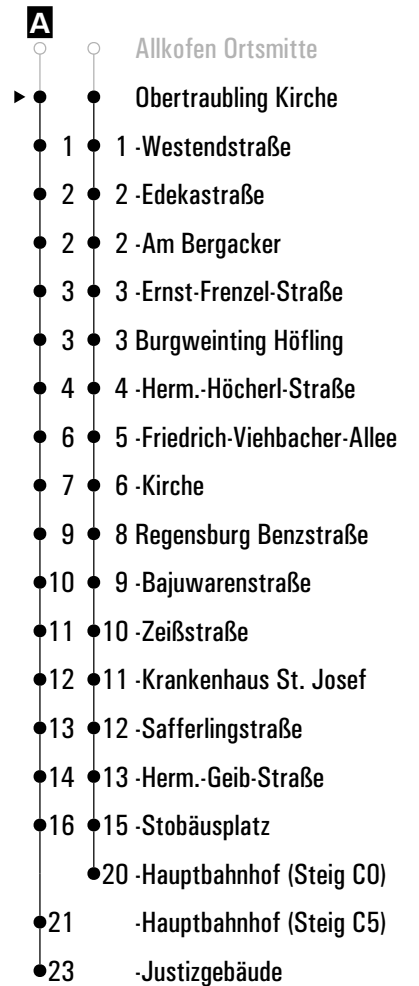 A
Allkofen Ortsmitte
Obertraubling Kirche
1 1 -Westendstraße
2 2 -Edekastraße
2 2 -Am Bergacker
3 3 -Ernst-Frenzel-Straße
3 3 Burgweinting Höfling
4 4 -Herm.-Höcherl-Straße
6 5 -Friedrich-Viehbacher-Allee
7 6 -Kirche
9 8 Regensburg Benzstraße
10 9 -Bajuwarenstraße
11 10 -Zeißstraße
12 11 -Krankenhaus St. Josef
13 12 -Safferlingstraße
14 13 -Herm.-Geib-Straße
16 15 -Stobäusplatz
20 -Hauptbahnhof (Steig C0)
21 -Hauptbahnhof (Steig C5)
23 -Justizgebäude